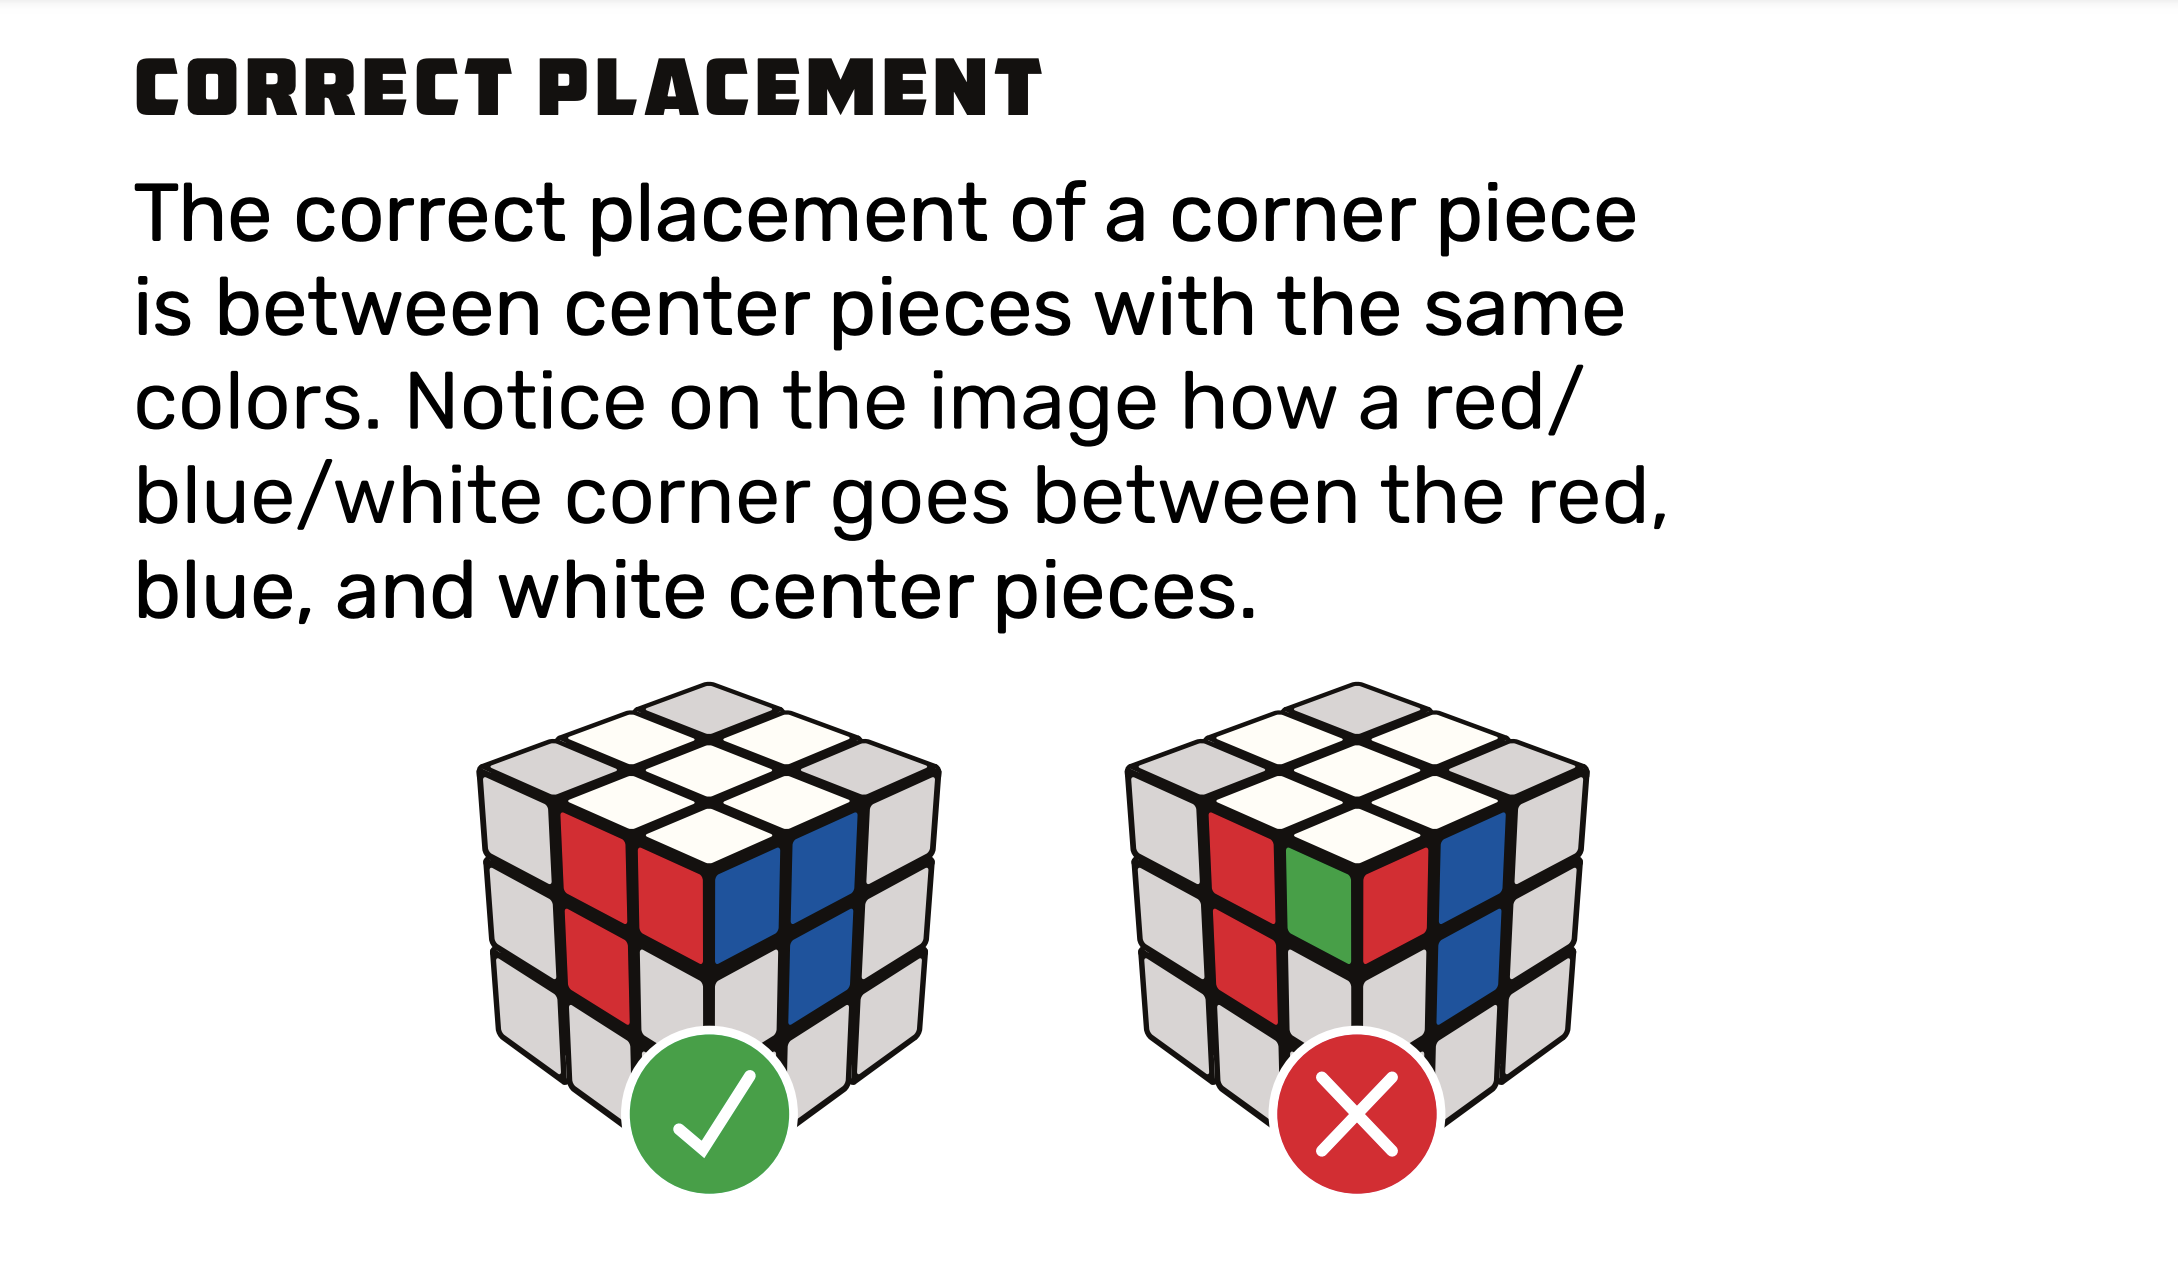 CORRECT PLACEMENT
The correct placement of a corner piece
is between center pieces with the same
colors. Notice on the image how a red/
blue/white corner goes between the red,
blue, and white center pieces.